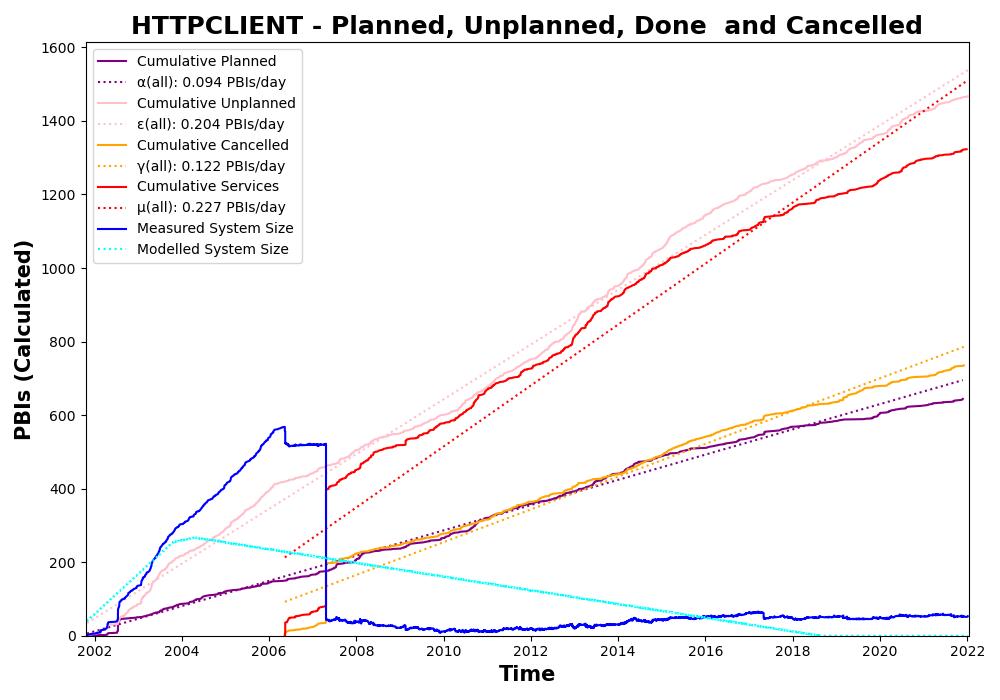 HTTPCLIENT - Planned, Unplanned, Done  and Cancelled
1600
1400
1200
1000
800
600
400
200
0
PBIs (Calculated)
Cumulative Planned
α(all): 0.094 PBIs/day
Cumulative Unplanned
ε(all): 0.204 PBIs/day
Cumulative Cancelled
γ(all): 0.122 PBIs/day
Cumulative Services
μ(all): 0.227 PBIs/day
Measured System Size
Modelled System Size
2002 2004 2006 2008 2010 2012 2014 2016 2018 2020 2022
Time